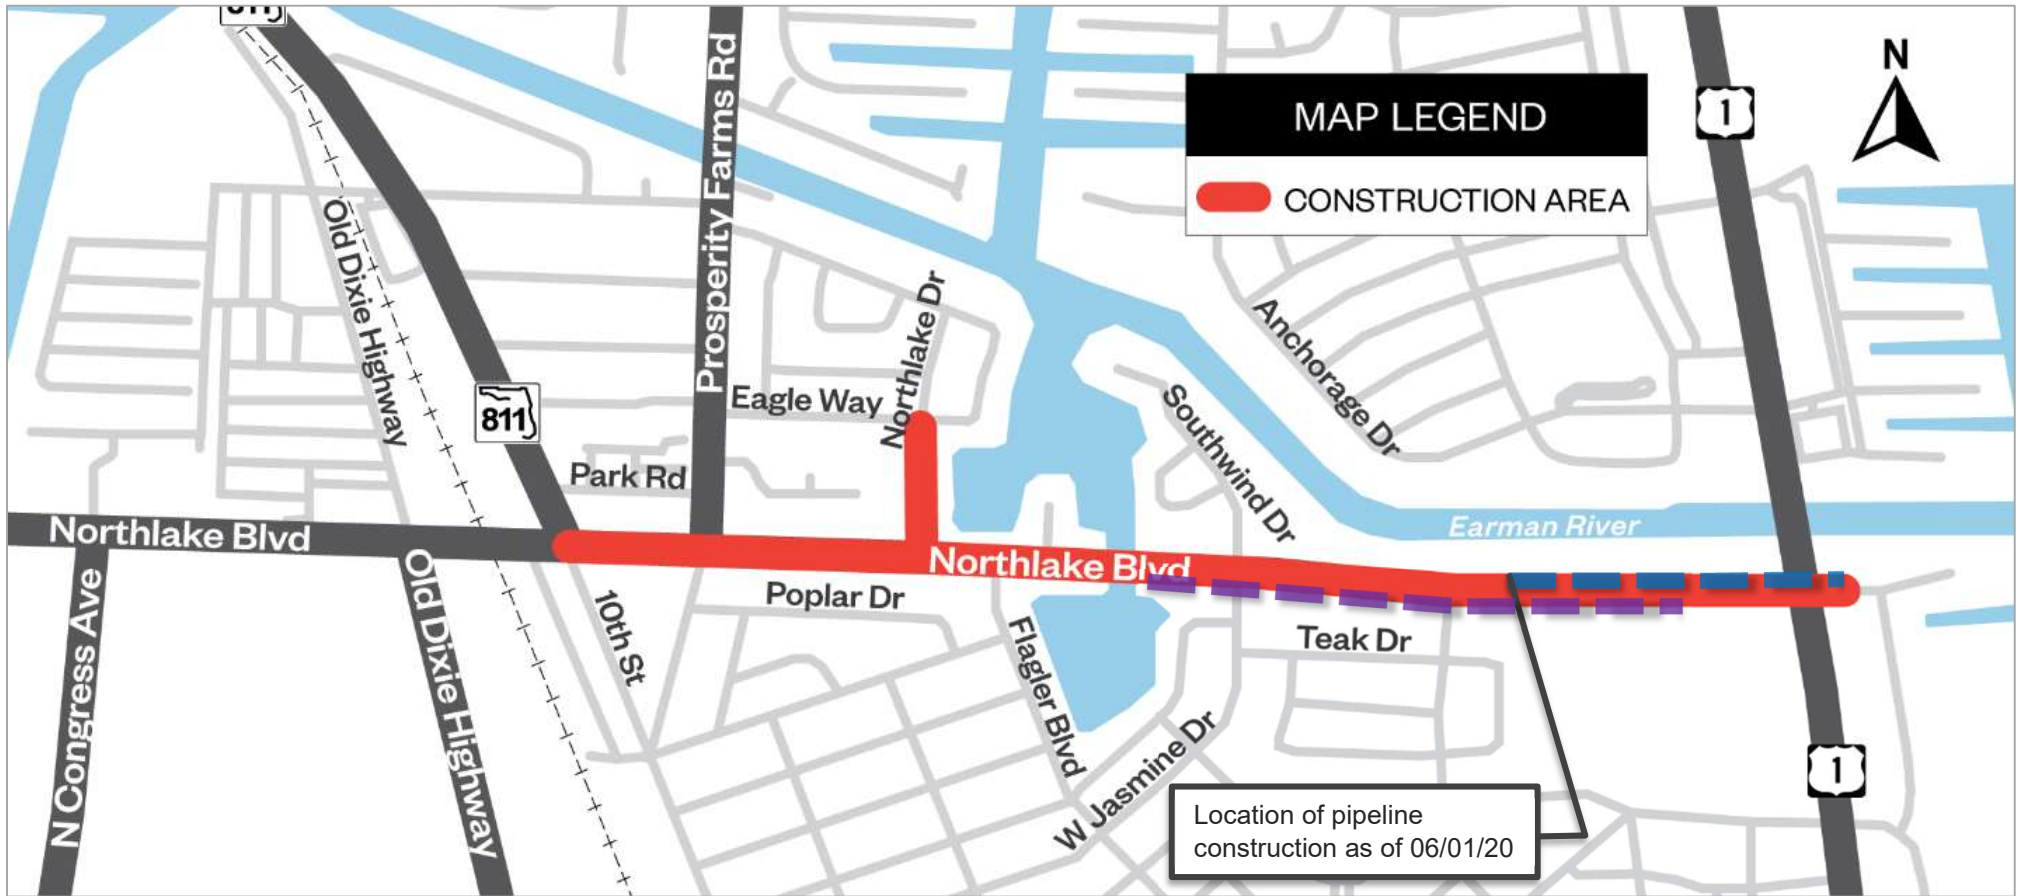 811
N
MAP LEGEND
CONSTRUCTION AREA
1
Prosperity Farms Rd
Old Dixie Highway
Northlake Dr
Anchorage Dr
811
Eagle Way
Southwind Dr
Park Rd
Earman River
Northlake Blvd
Northlake Blvd
N Congress Ave
Old Dixie Highway
10th St
Poplar Dr
Flagler Blvd
Teak Dr
W Jasmine Dr
1
Location of pipeline
construction as of 06/01/20